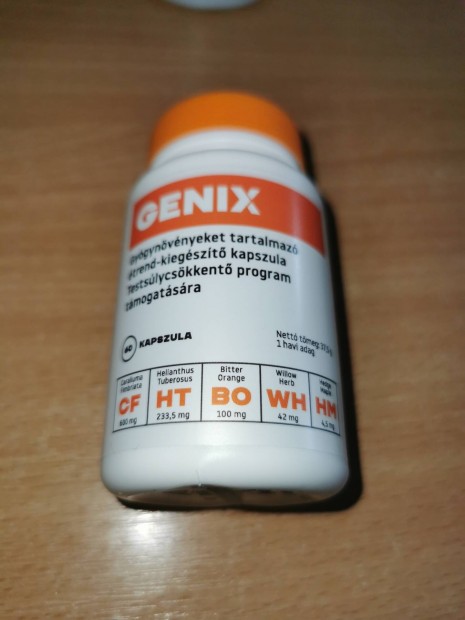 GENIX
Gyógynövényeket tartalmazó
étrend-kiegészítő kapszula
Testsúlycsökkentő program
támogatására
60 KAPSZULA
Nettó tömeg:
1 havi adag
Caralluma
Fimbriata
CF
600 mg
Helianthus
Tuberosus
HT
233,5 mg
Bitter
Orange
BO
100 mg
Willow
Herb
WH
42 mg
HM
4,5 mg